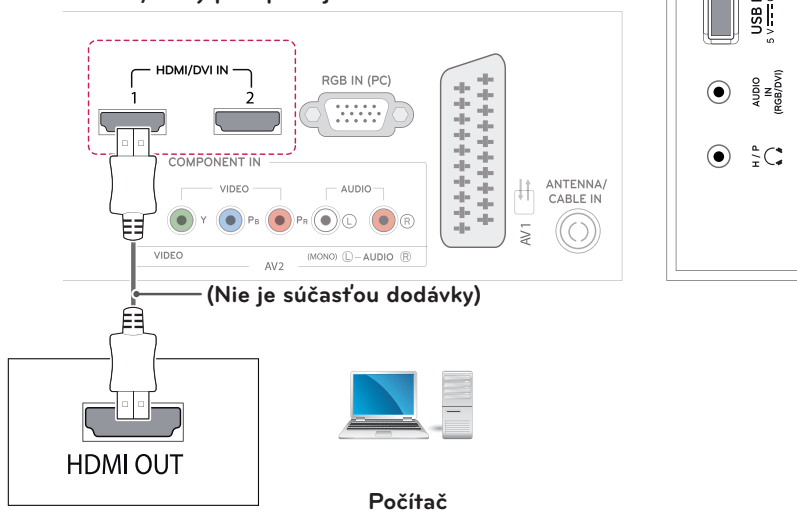 HDMI/DVI IN
1 2
RGB IN (PC)
COMPONENT IN
VIDEO AUDIO
Y PB PR L R
VIDEO (MONO) L AUDIO R
AV2
AV1
ANTENNA/
CABLE IN
(Nie je súčasťou dodávky)
HDMI OUT
Počítač
USB
5 V
AUDIO
IN
(RGB/DVI)
H / P